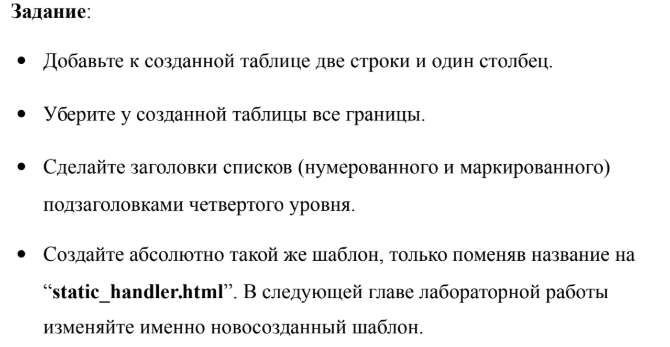 Задание:
• Добавьте к созданной таблице две строки и один столбец.
• Уберите у созданной таблицы все границы.
• Сделайте заголовки списков (нумерованного и маркированного)
подзаголовками четвертого уровня.
• Создайте абсолютно такой же шаблон, только поменяв название на
“static_handler.html”. В следующей главе лабораторной работы
изменяйте именно новосозданный шаблон.